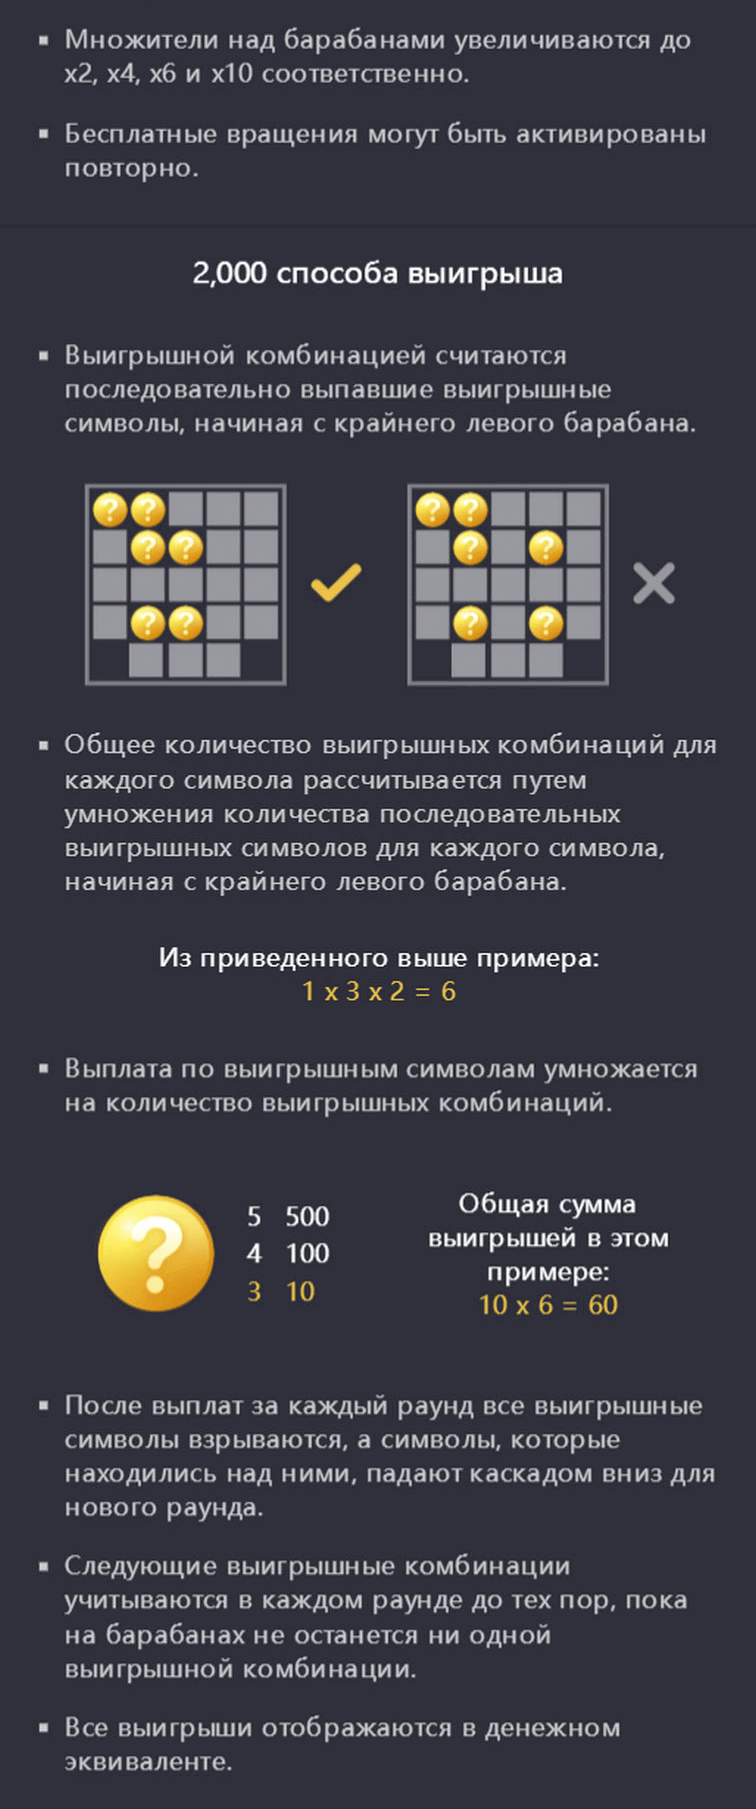 ▪ Множители над барабанами увеличиваются до
x2, x4, x6 и x10 соответственно.
▪ Бесплатные вращения могут быть активированы
повторно.
2,000 способа выигрыша
▪ Выигрышной комбинацией считаются
последовательно выпавшие выигрышные
символы, начиная с крайнего левого барабана.
▪ Общее количество выигрышных комбинаций для
каждого символа рассчитывается путем
умножения количества последовательных
выигрышных символов для каждого символа,
начиная с крайнего левого барабана.
Из приведенного выше примера:
1 x 3 x 2 = 6
▪ Выплата по выигрышным символам умножается
на количество выигрышных комбинаций.
?
5 500
4 100
3 10
Общая сумма
выигрышей в этом
примере:
10 x 6 = 60
▪ После выплат за каждый раунд все выигрышные
символы взрываются, а символы, которые
находились над ними, падают каскадом вниз для
нового раунда.
▪ Следующие выигрышные комбинации
учитываются в каждом раунде до тех пор, пока
на барабанах не останется ни одной
выигрышной комбинации.
▪ Все выигрыши отображаются в денежном
эквиваленте.